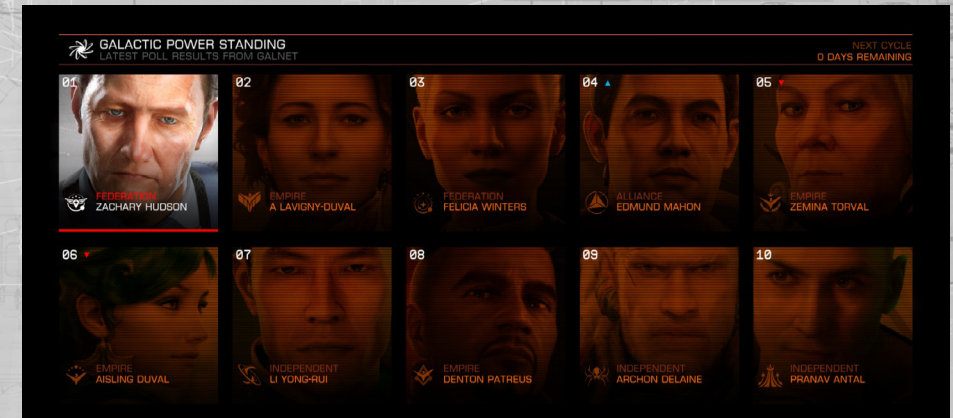 GALACTIC POWER STANDING
LATEST POLL RESULTS FROM GALNET
NEXT CYCLE
0 DAYS REMAINING
01
FEDERATION
ZACHARY HUDSON
02
EMPIRE
A LAVIGNY-DUVAL
03
FEDERATION
FELICIA WINTERS
04
ALLIANCE
EDMUND MAHON
05
EMPIRE
ZEMINA TORVAL
06
EMPIRE
AISLING DUVAL
07
INDEPENDENT
LI YONG-RUI
08
EMPIRE
DENTON PATREUS
09
INDEPENDENT
ARCHON DELAINE
10
INDEPENDENT
PRANAV ANTAL